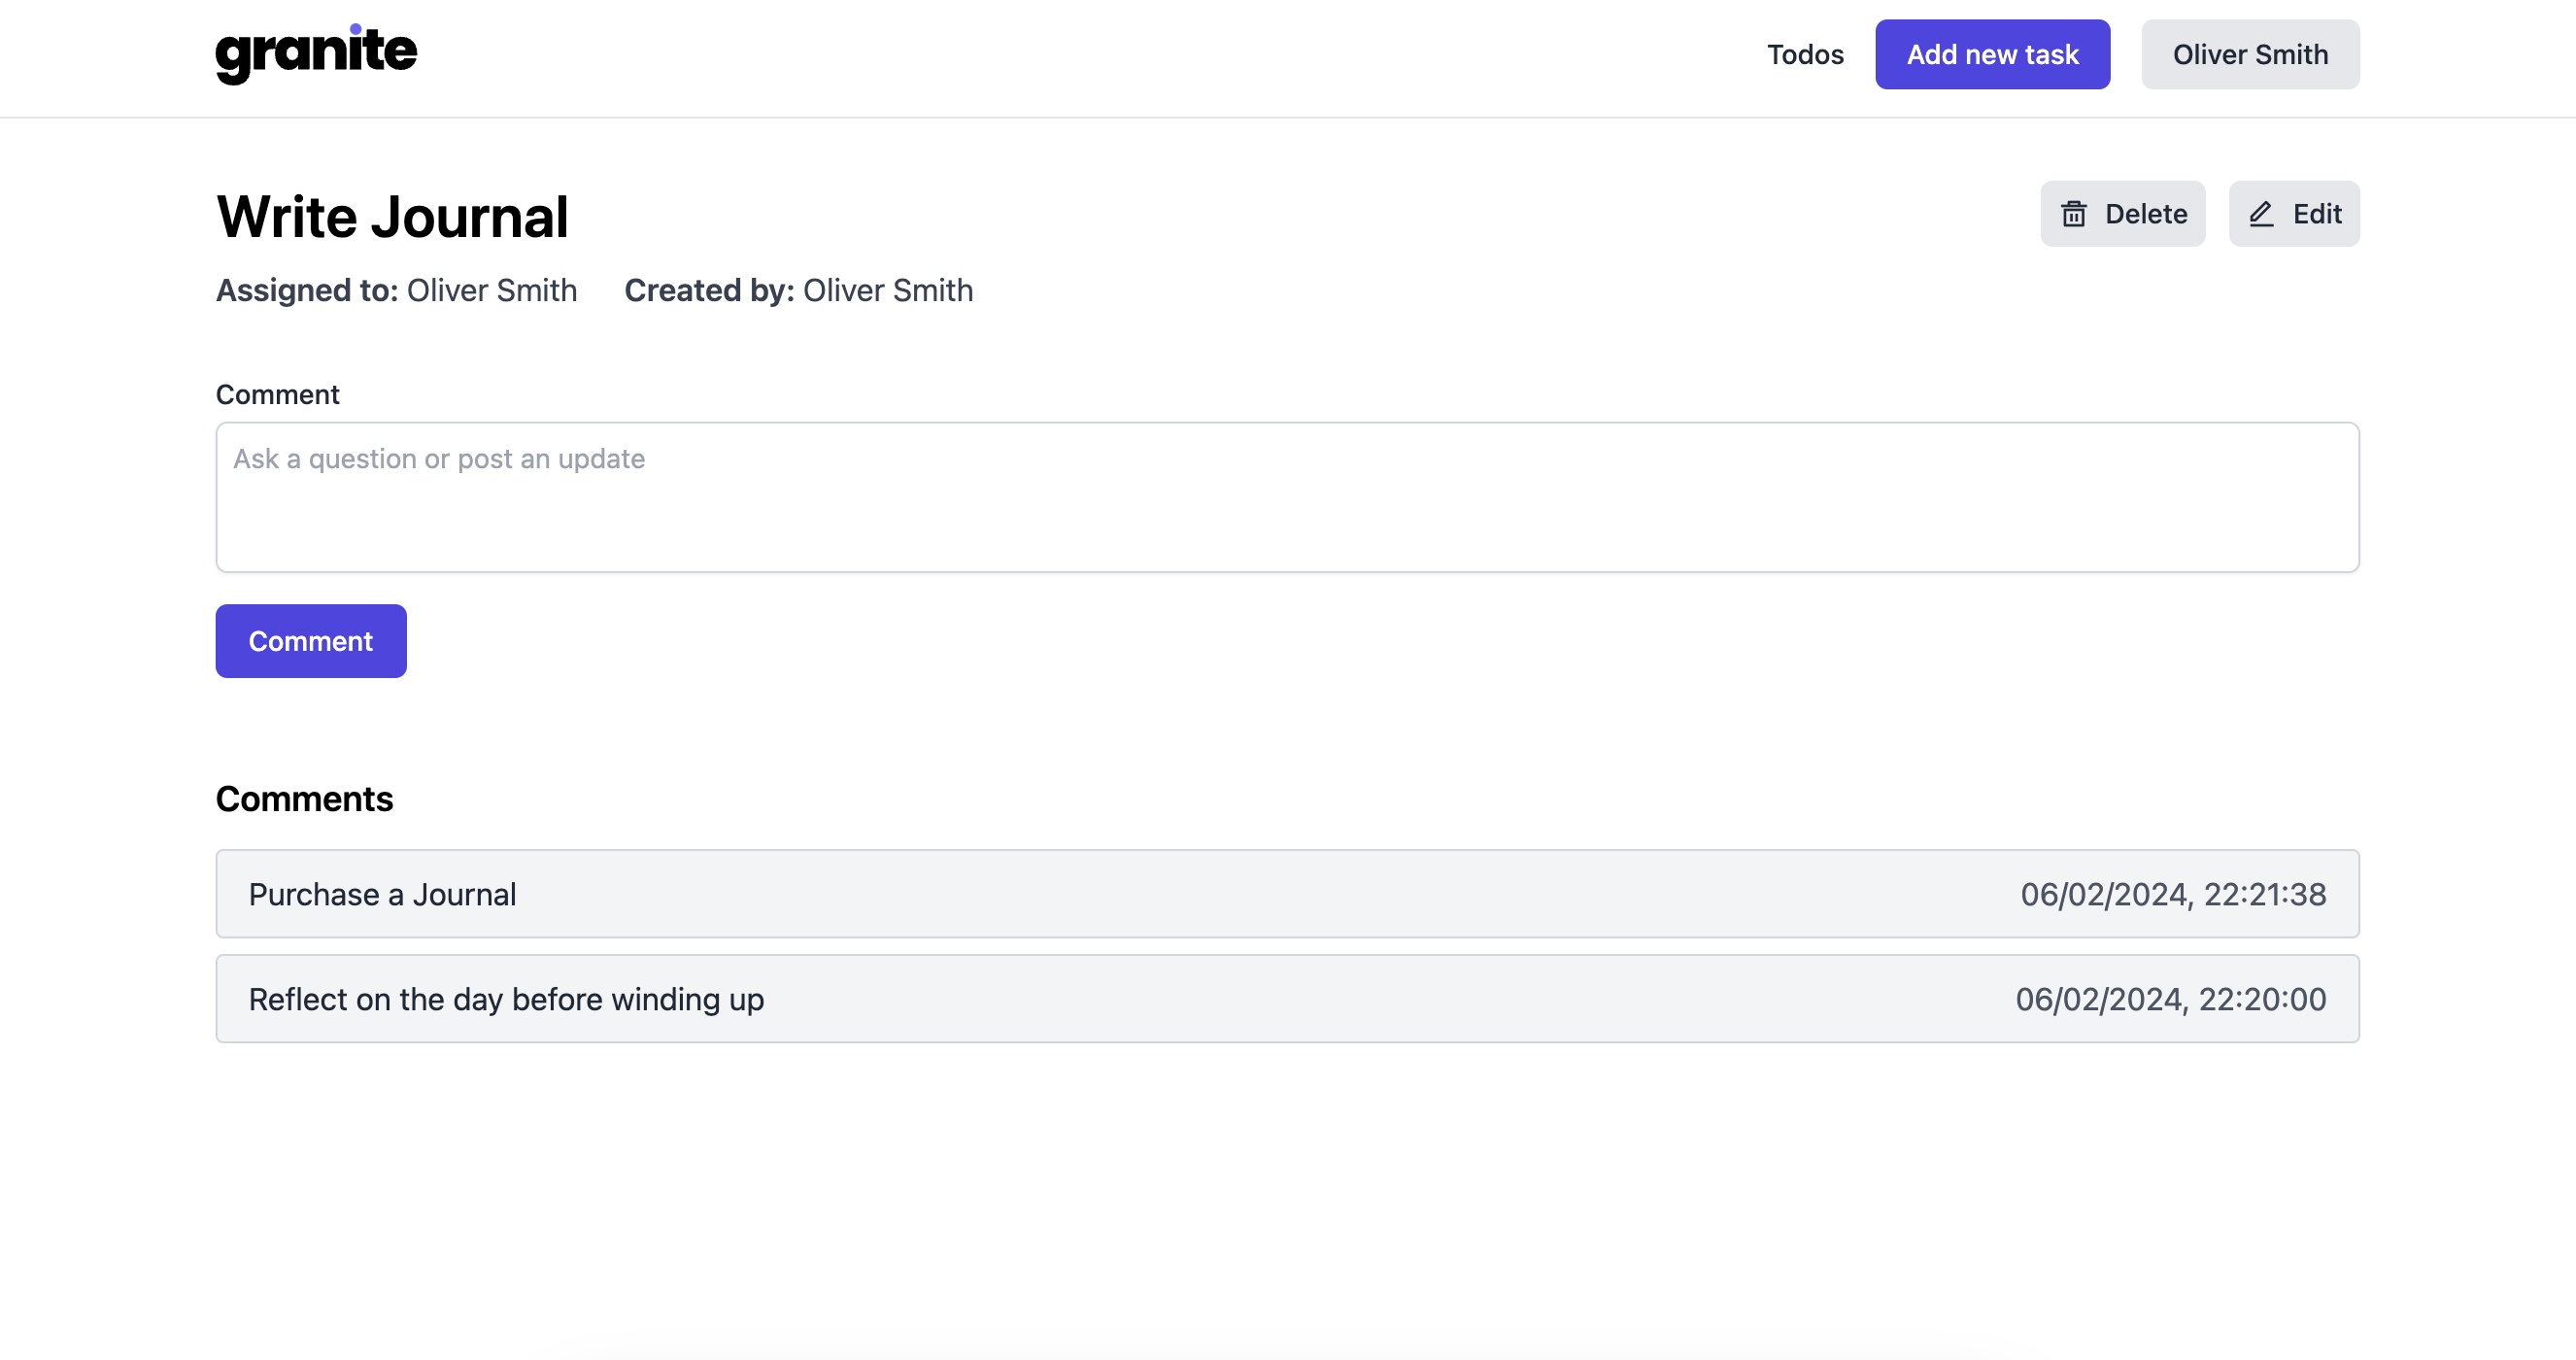 granite
Todos
Add new task
Oliver Smith
Write Journal
Delete
Edit
Assigned to: Oliver Smith
Created by: Oliver Smith
Comment
Ask a question or post an update
Comment
Comments
Purchase a Journal
06/02/2024, 22:21:38
Reflect on the day before winding up
06/02/2024, 22:20:00